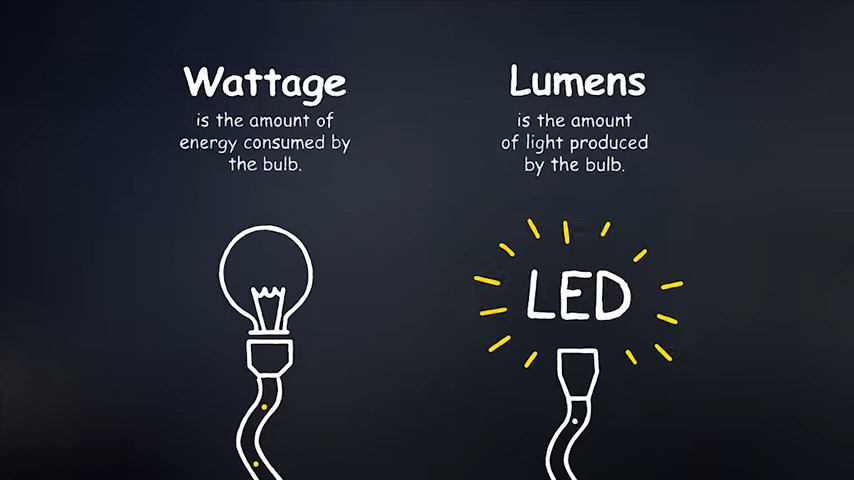 Wattage
is the amount of
energy consumed by
the bulb.
Lumens
is the amount
of light produced
by the bulb.
LED